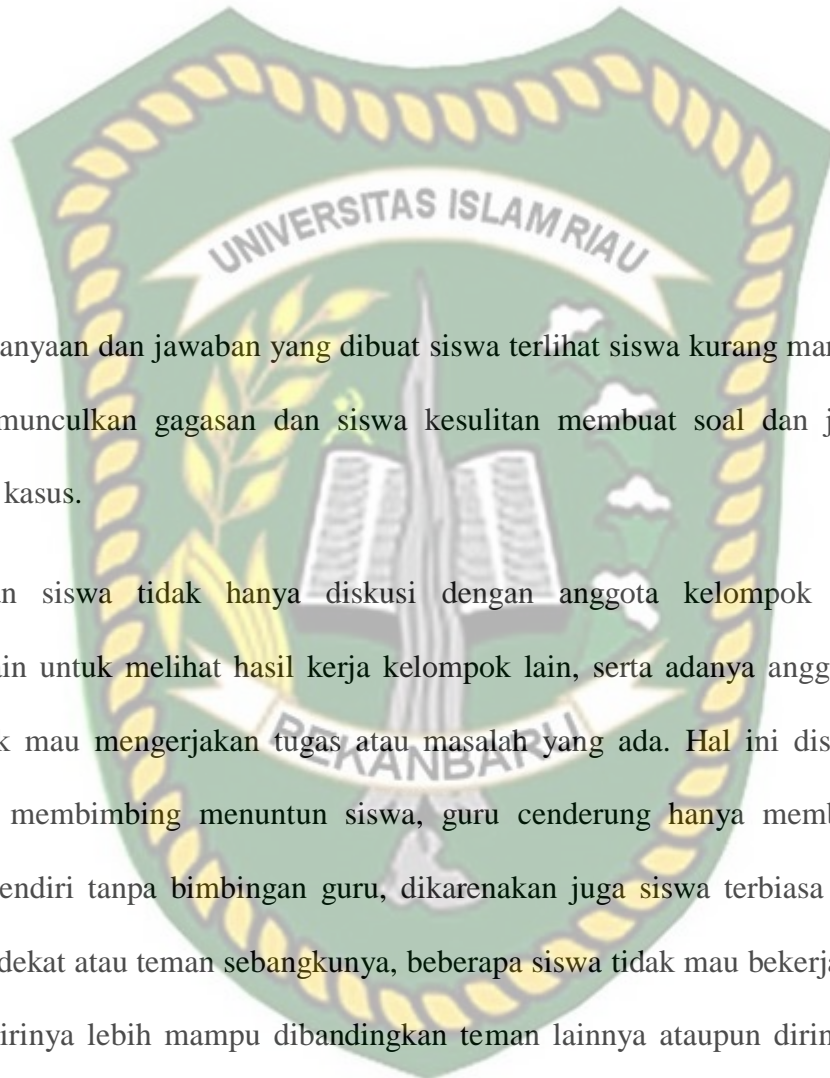 UNIVERSITAS ISLAM RIAU
anyaan dan jawaban yang dibuat siswa terlihat siswa kurang mar
munculkan gagasan dan siswa kesulitan membuat soal dan j
kasus.
n siswa tidak hanya diskusi dengan anggota kelompok
ain untuk melihat hasil kerja kelompok lain, serta adanya angg
k mau mengerjakan tugas atau masalah yang ada. Hal ini dis
PEKANBARU
membimbing menuntun siswa, guru cenderung hanya memb
endiri tanpa bimbingan guru, dikarenakan juga siswa terbiasa
dekat atau teman sebangkunya, beberapa siswa tidak mau bekerja
irinya lebih mampu dibandingkan teman lainnya ataupun dirin